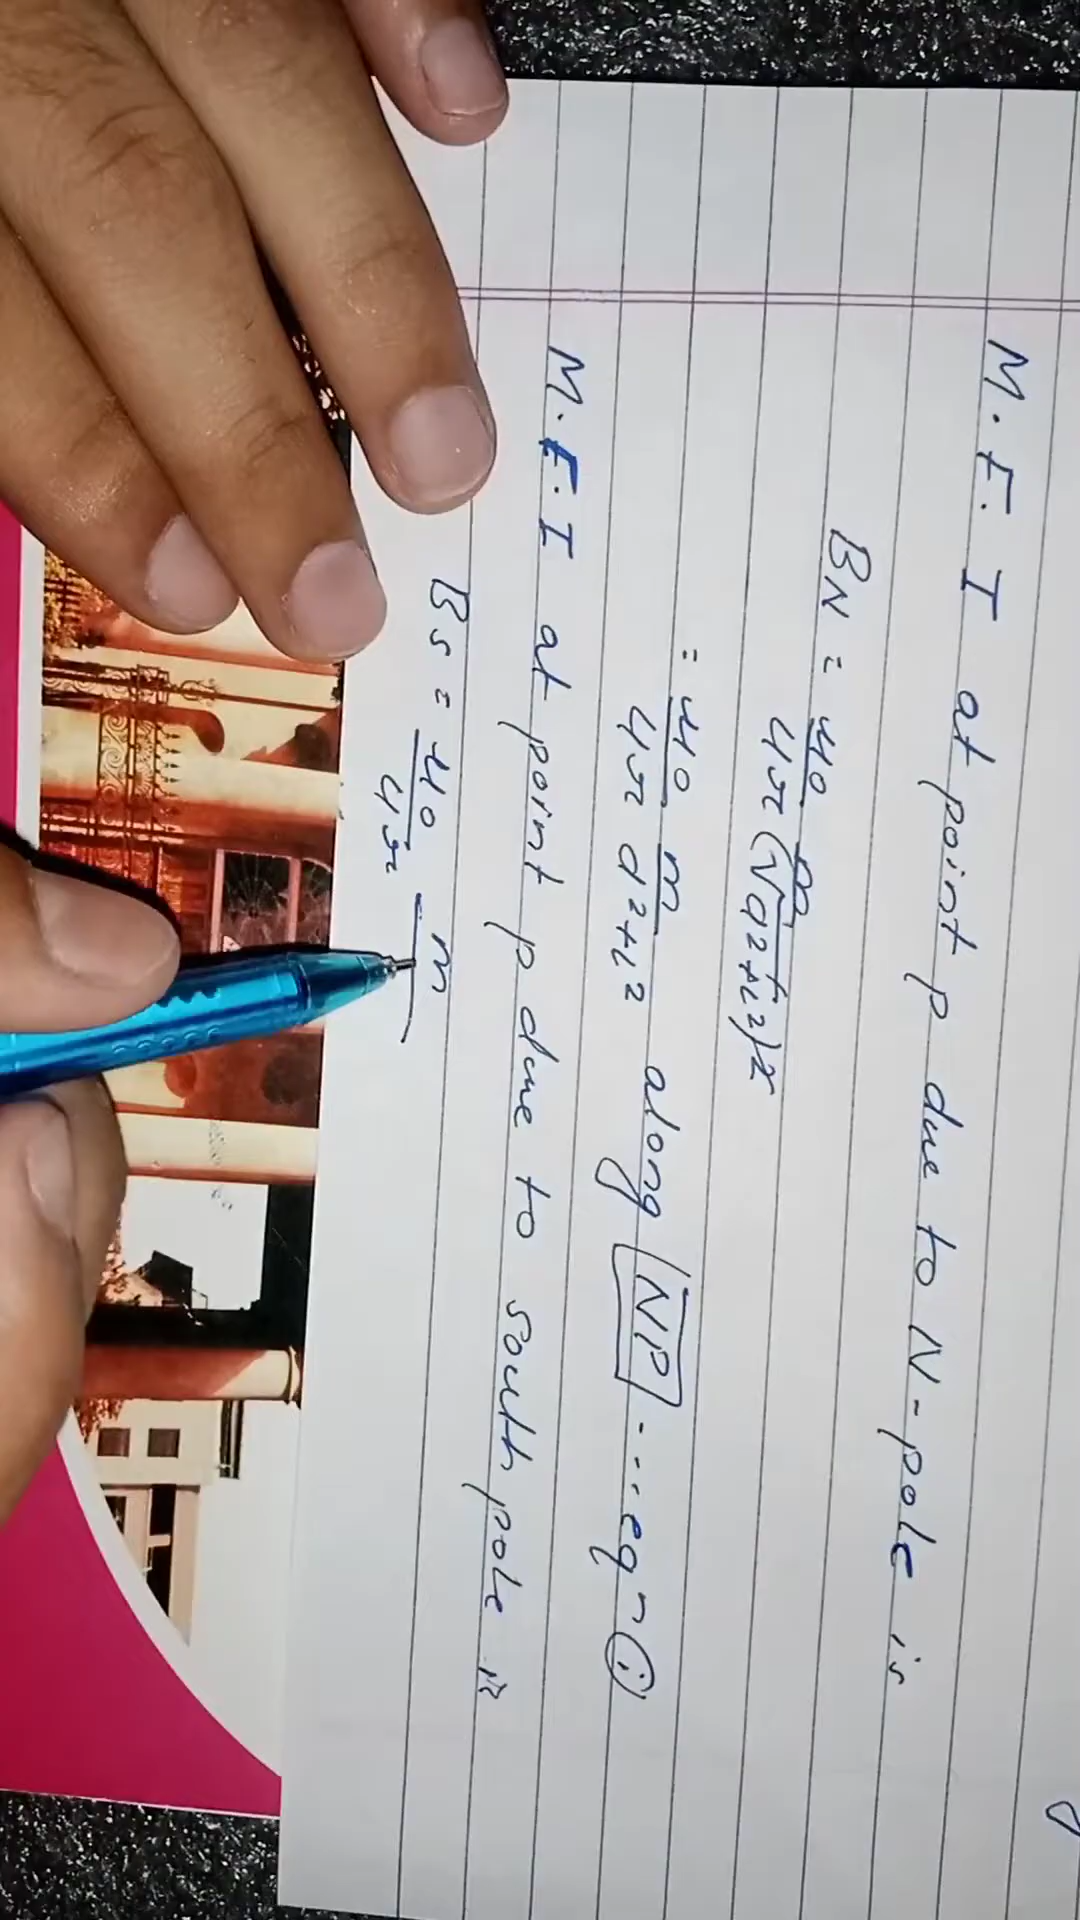 M.F.I at point p due to N-pole is
BN = μ0/4π m/(√a2+l2)2
= μ0/4π m/a2+l2 along NP ...eqn (i)
M.F.I at point p due to south pole is
BS = μ0/4π m